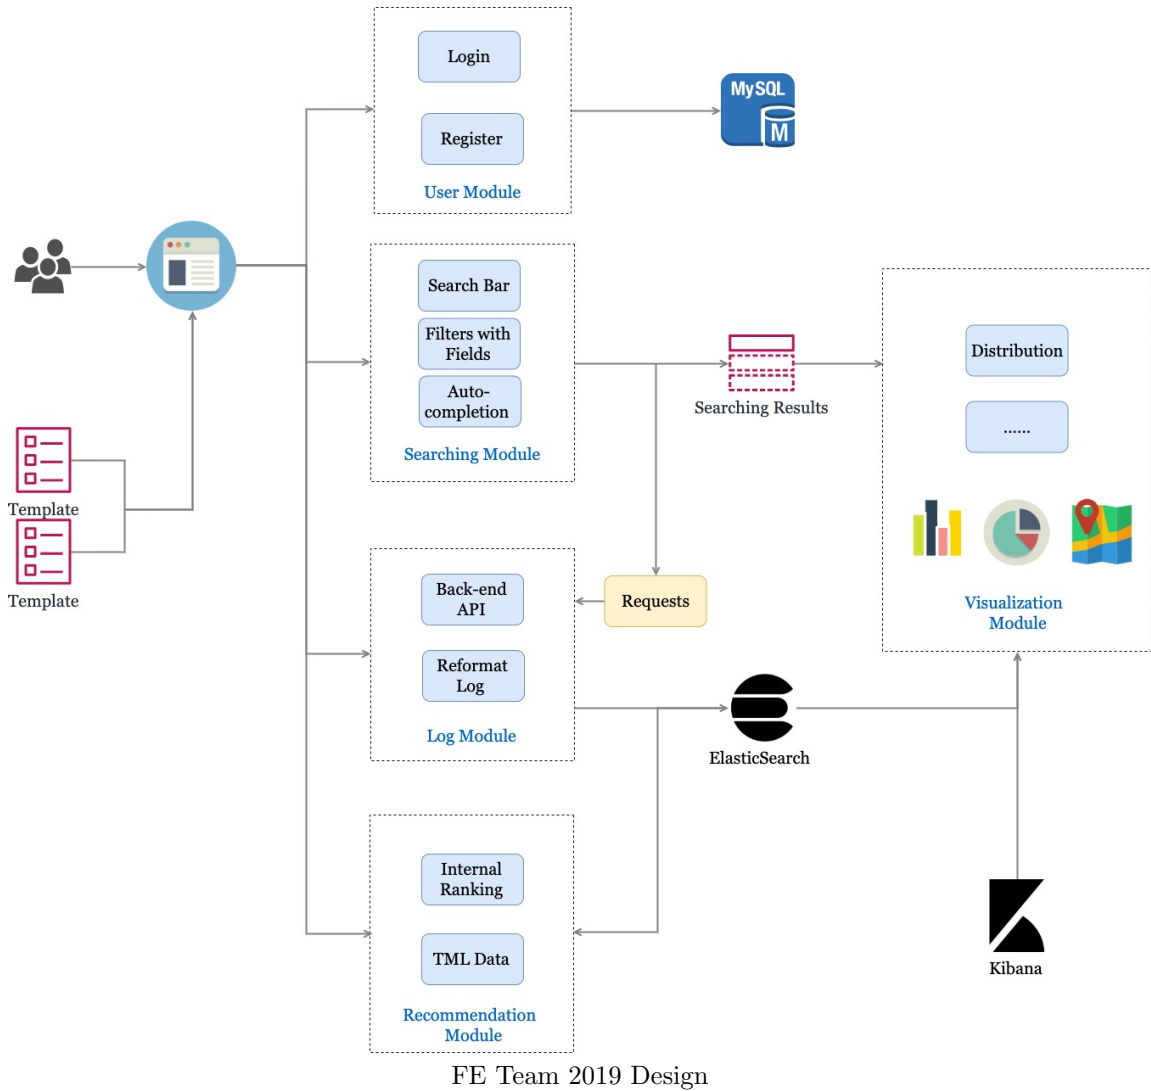 Login
Register
User Module
MySQL
M
Search Bar
Filters with
Fields
Auto-
completion
Searching Module
Searching Results
Distribution
......
Visualization
Module
Template
Template
Back-end
API
Reformat
Log
Log Module
Requests
ElasticSearch
Internal
Ranking
TML Data
Recommendation
Module
Kibana
FE Team 2019 Design